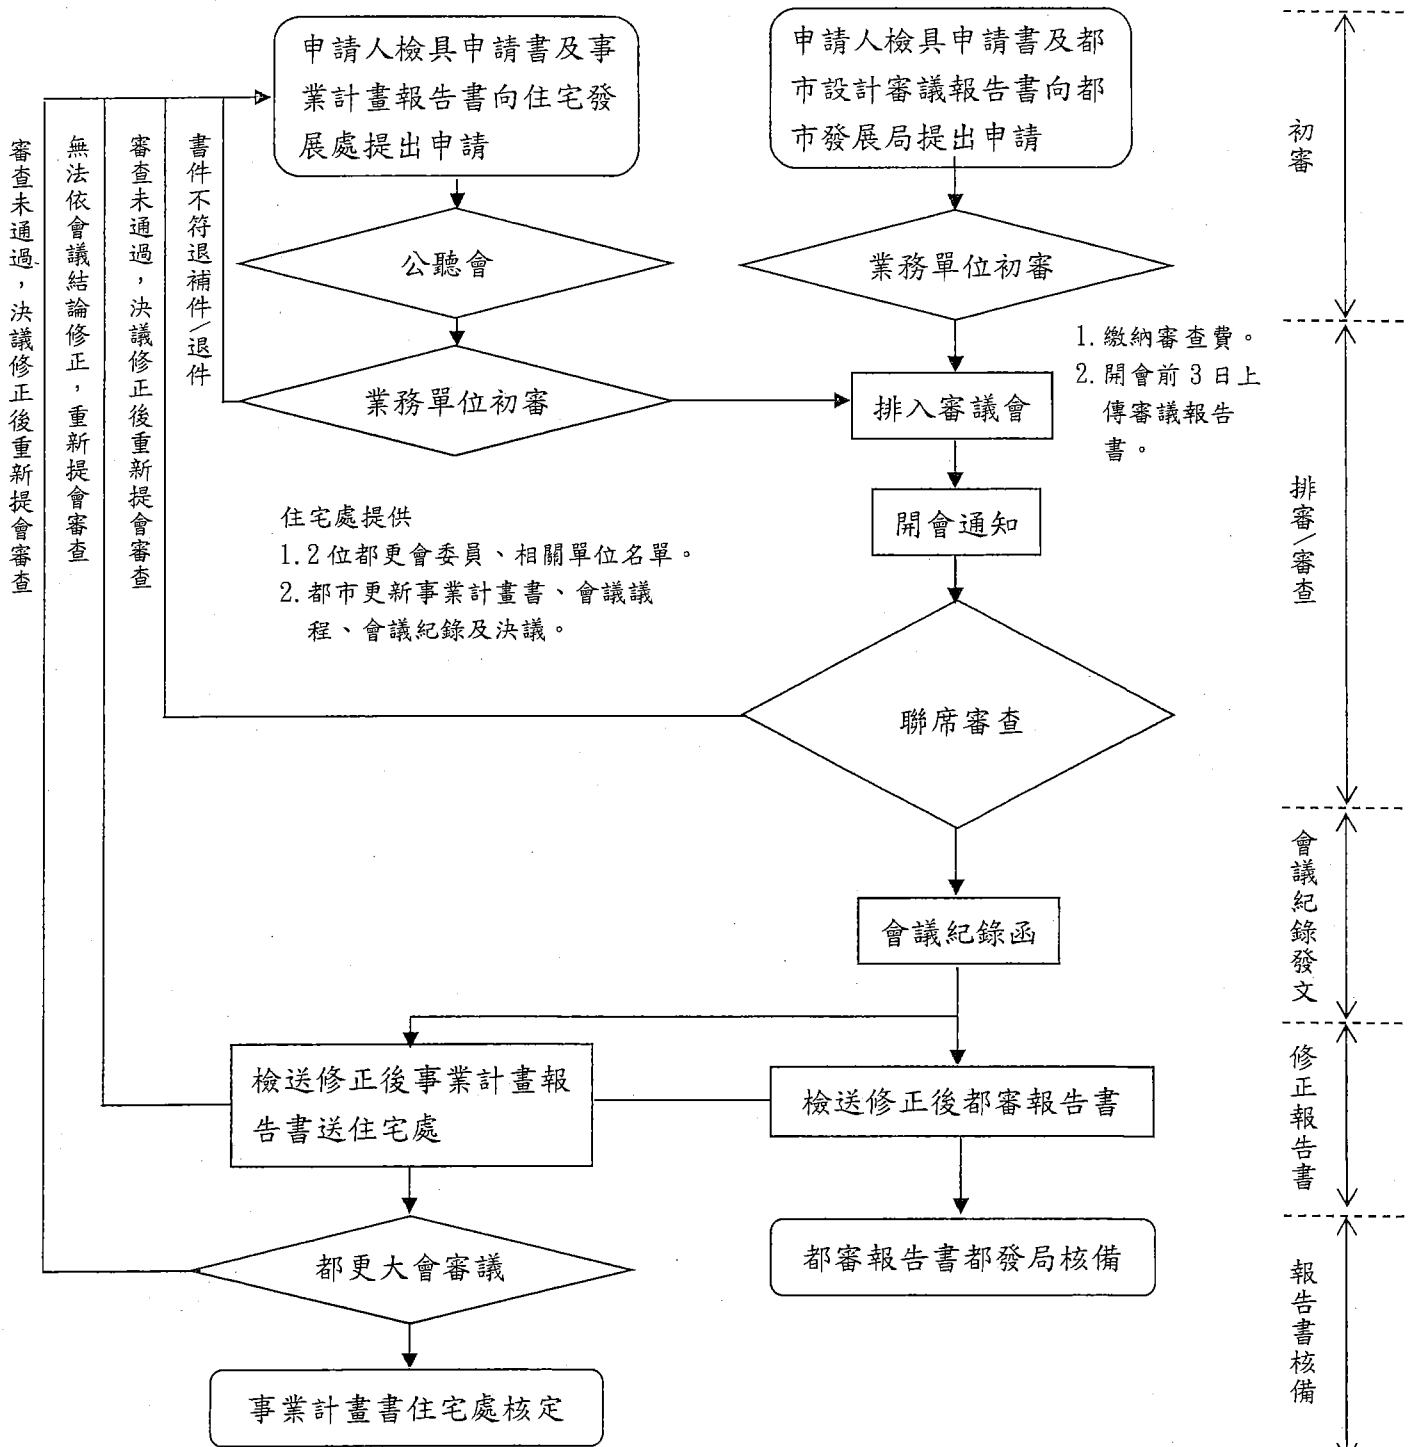 申請人檢具申請書及事
業計畫報告書向住宅發
展處提出申請
申請人檢具申請書及都
市設計審議報告書向都
市發展局提出申請
初審
書件不符退補件/退件
審查未通過，決議修正後重新提會審查
無法依會議結論修正，重新提會審查
審查未通過，決議修正後重新提會審查
公聽會
業務單位初審
業務單位初審
排入審議會
1. 繳納審查費。
2. 開會前3日上
傳審議報告
書。
排審/審查
開會通知
住宅處提供
1. 2位都更會委員、相關單位名單。
2. 都市更新事業計畫書、會議議
程、會議紀錄及決議。
聯席審查
會議紀錄函
會議紀錄發文
檢送修正後事業計畫報
告書送住宅處
檢送修正後都審報告書
修正報告書
都更大會審議
都審報告書都發局核備
報告書核備
事業計畫書住宅處核定